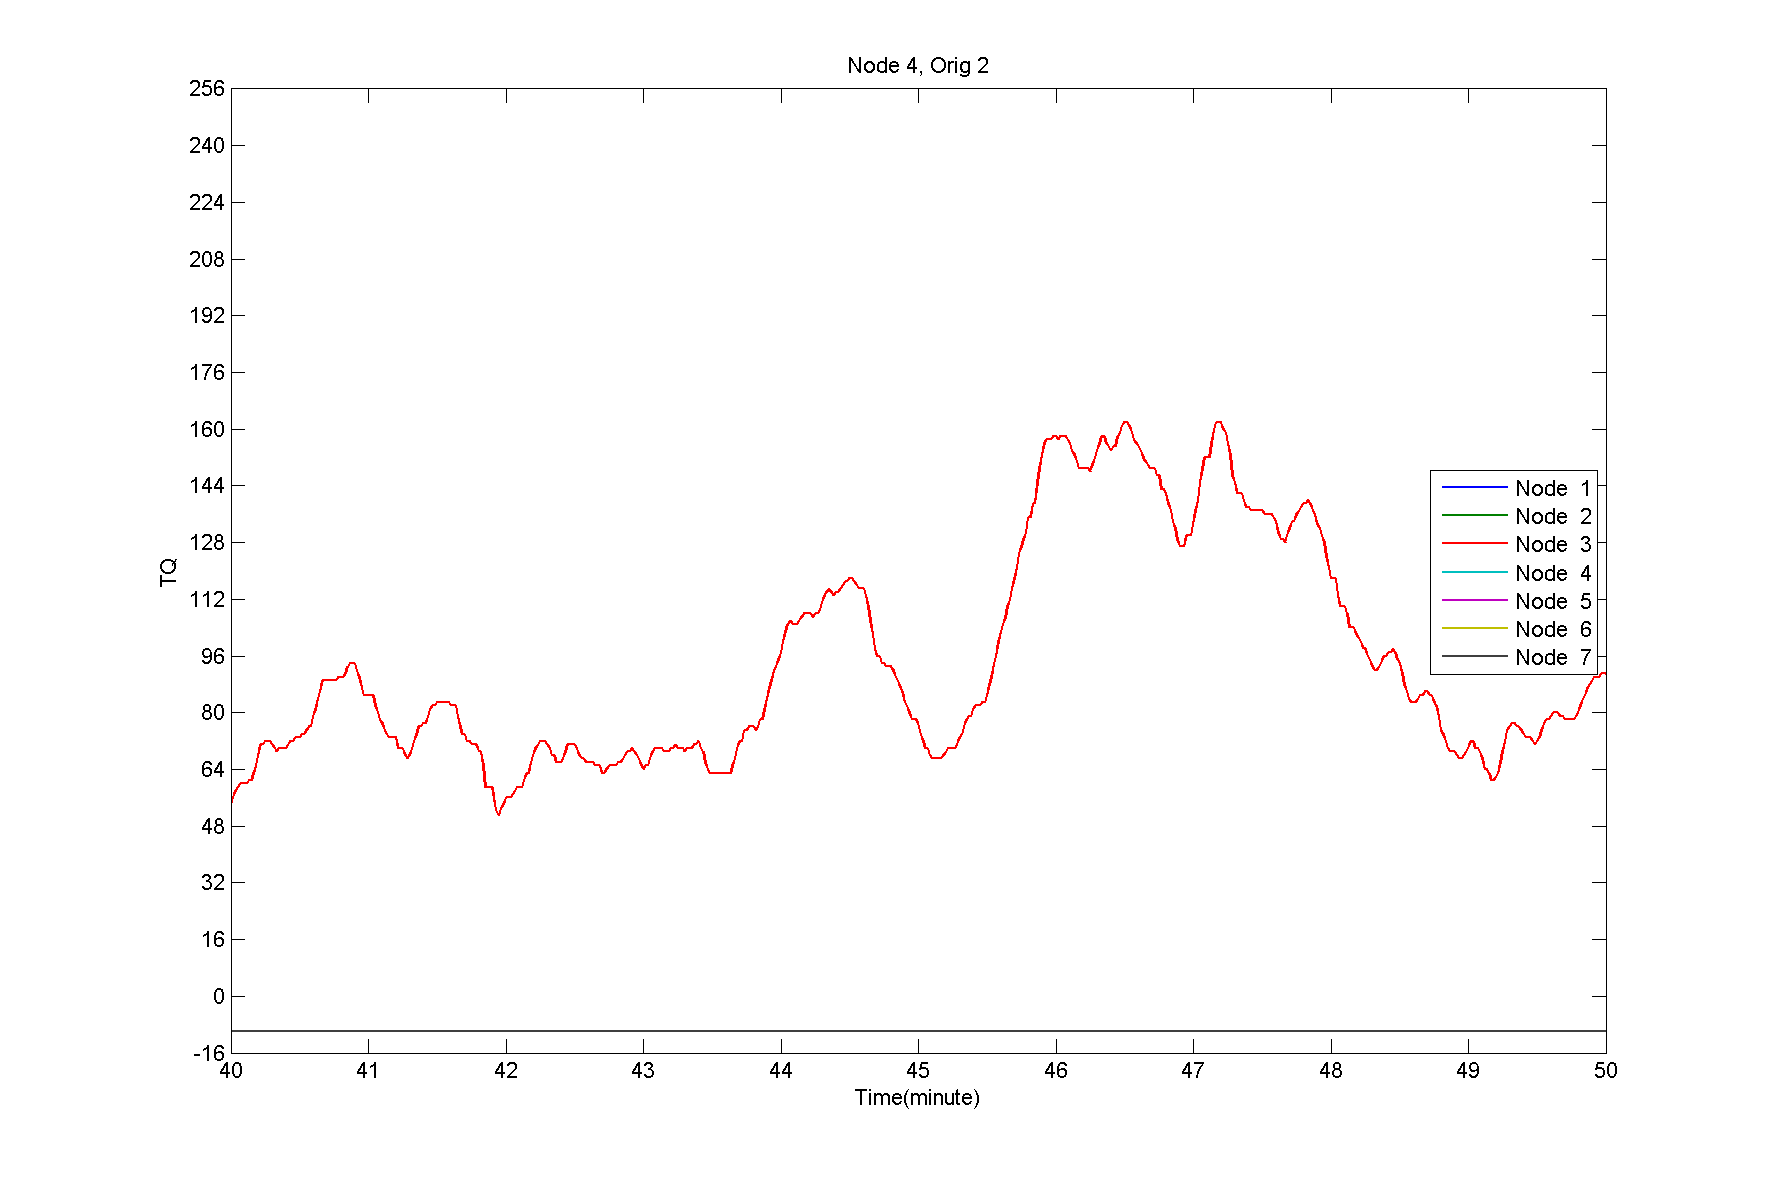 Node 4, Orig 2
256
240
224
208
192
176
160
144
128
112
96
80
64
48
32
16
0
-16
TQ
Node 1
Node 2
Node 3
Node 4
Node 5
Node 6
Node 7
40 41 42 43 44 45 46 47 48 49 50
Time(minute)